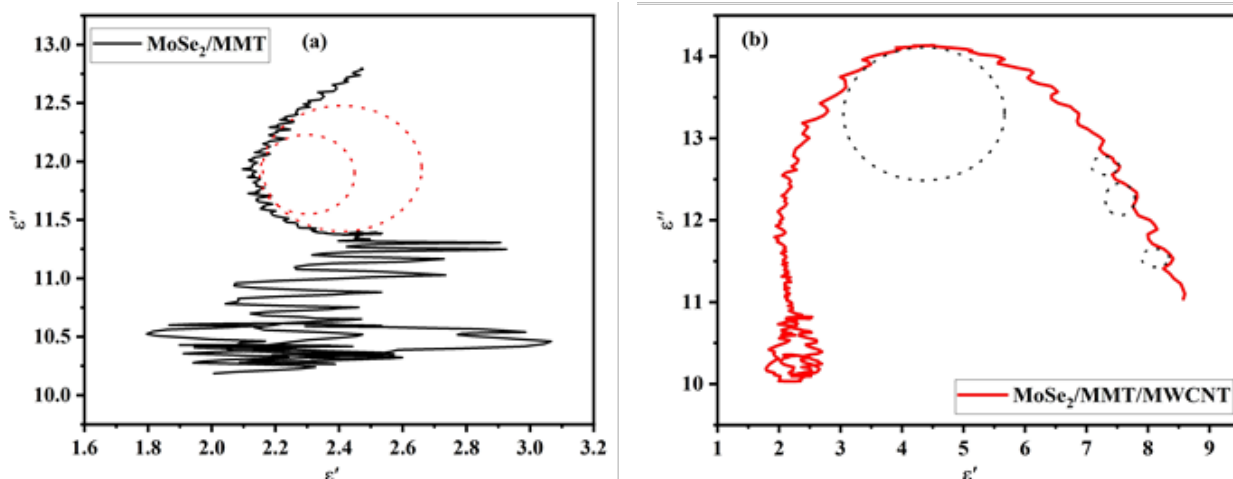 MoSe₂/MMT
(a)
13.0
12.5
12.0
11.5
11.0
10.5
10.0
ε″
1.6 1.8 2.0 2.2 2.4 2.6 2.8 3.0 3.2
ε′
(b)
14
13
12
11
10
ε″
MoSe₂/MMT/MWCNT
1 2 3 4 5 6 7 8 9
ε′